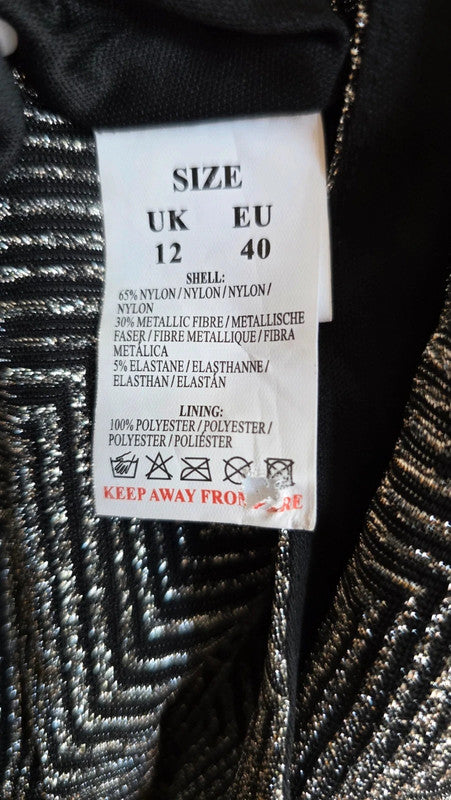 SIZE
UK EU
12 40
SHELL:
65% NYLON / NYLON / NYLON /
NYLON
30% METALLIC FIBRE / METALLISCHE
FASER / FIBRE METALLIQUE / FIBRA
METÁLICA
5% ELASTANE / ELASTHANNE /
ELASTHAN / ELASTÁN
LINING:
100% POLYESTER / POLYESTER /
POLYESTER / POLIÉSTER
KEEP AWAY FROM FIRE